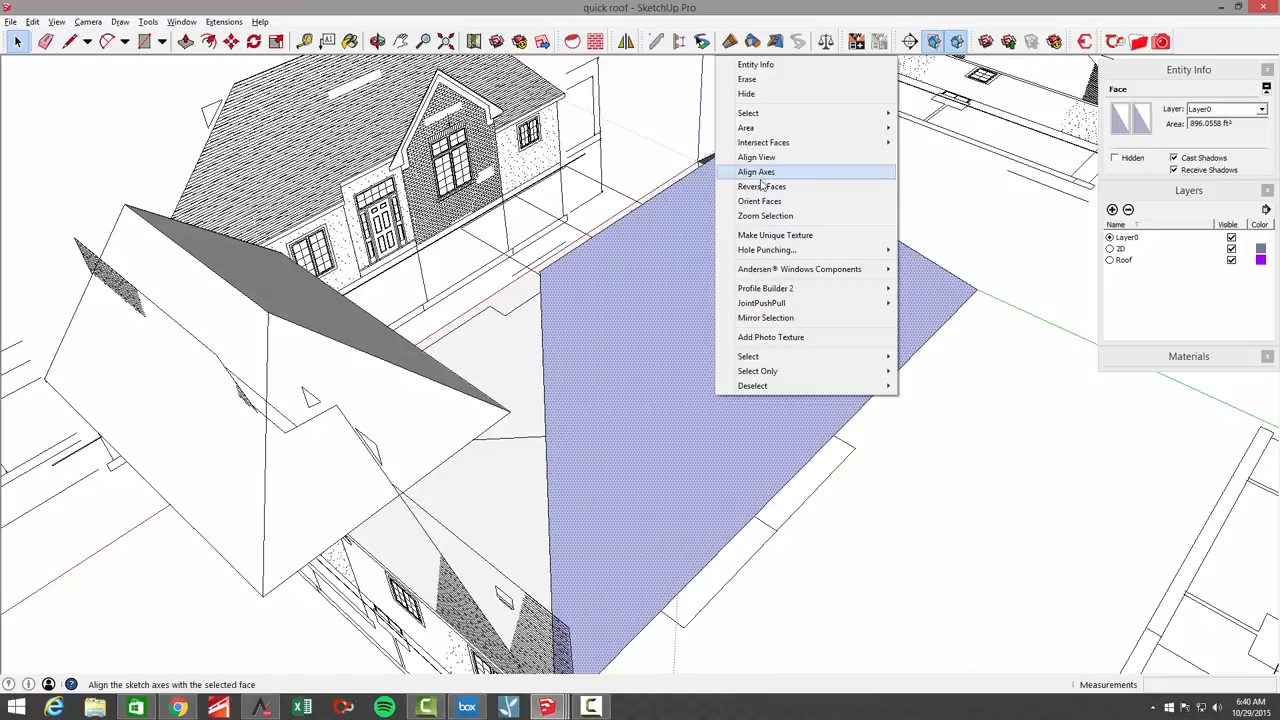 quick roof - SketchUp Pro
File Edit View Camera Draw Tools Window Extensions Help
Entity Info
Erase
Hide
Select
Area
Intersect Faces
Align View
Align Axes
Reverse Faces
Orient Faces
Zoom Selection
Make Unique Texture
Hole Punching...
Andersen® Windows Components
Profile Builder 2
JointPushPull
Mirror Selection
Add Photo Texture
Select
Select Only
Deselect
Entity Info
Face
Layer: Layer0
Area: 896.0558 ft²
Hidden Cast Shadows
Receive Shadows
Layers
Name Visible Color
Layer0
2D
Roof
Materials
Align the sketch axes with the selected face
Measurements
box
6:40 AM
10/29/2015